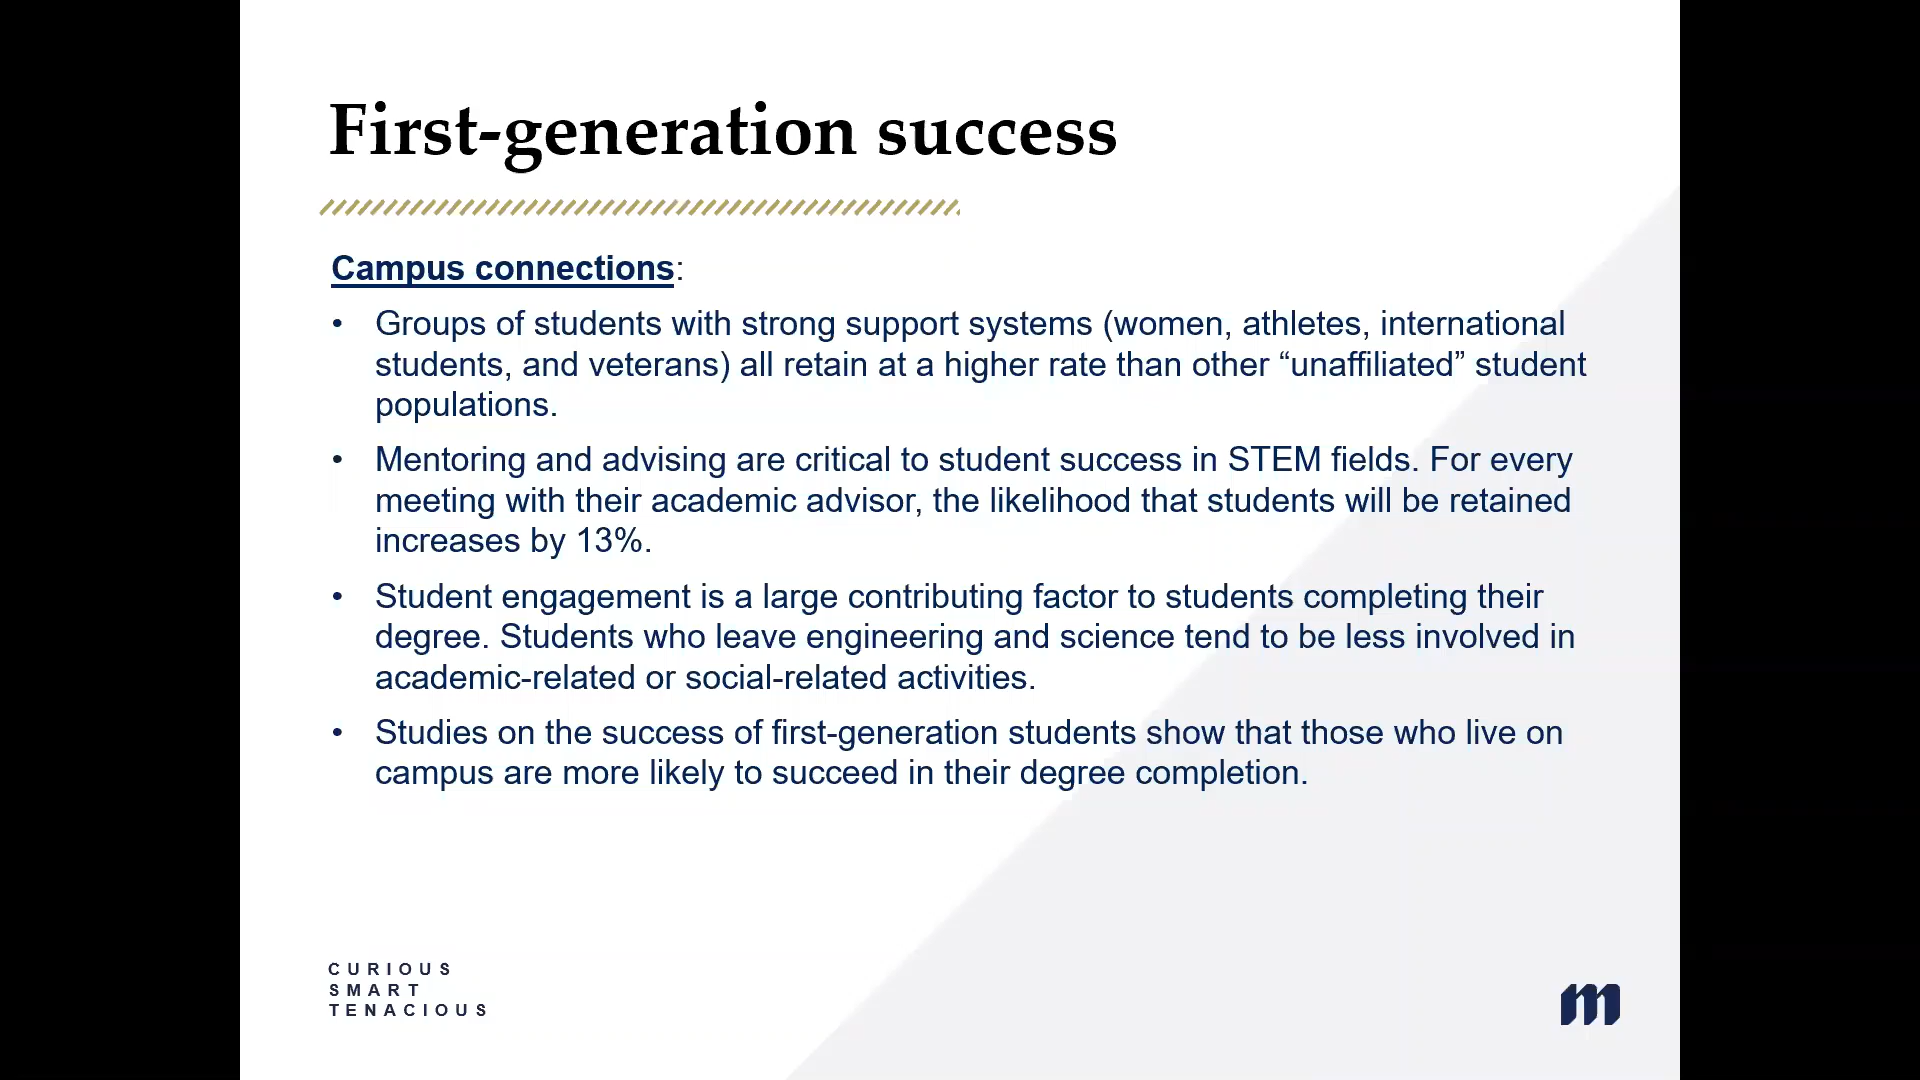 First-generation success
Campus connections:
• Groups of students with strong support systems (women, athletes, international
students, and veterans) all retain at a higher rate than other “unaffiliated” student
populations.
• Mentoring and advising are critical to student success in STEM fields. For every
meeting with their academic advisor, the likelihood that students will be retained
increases by 13%.
• Student engagement is a large contributing factor to students completing their
degree. Students who leave engineering and science tend to be less involved in
academic-related or social-related activities.
• Studies on the success of first-generation students show that those who live on
campus are more likely to succeed in their degree completion.
CURIOUS
SMART
TENACIOUS
m